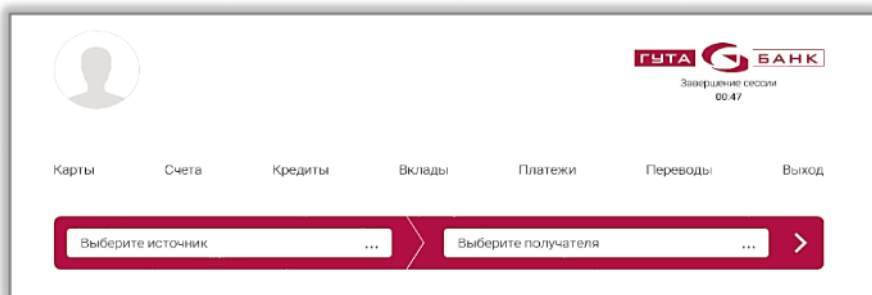 ГУТА БАНК
Завершение сессии
00:47
Карты Счета Кредиты Вклады Платежи Переводы Выход
Выберите источник ... Выберите получателя ...